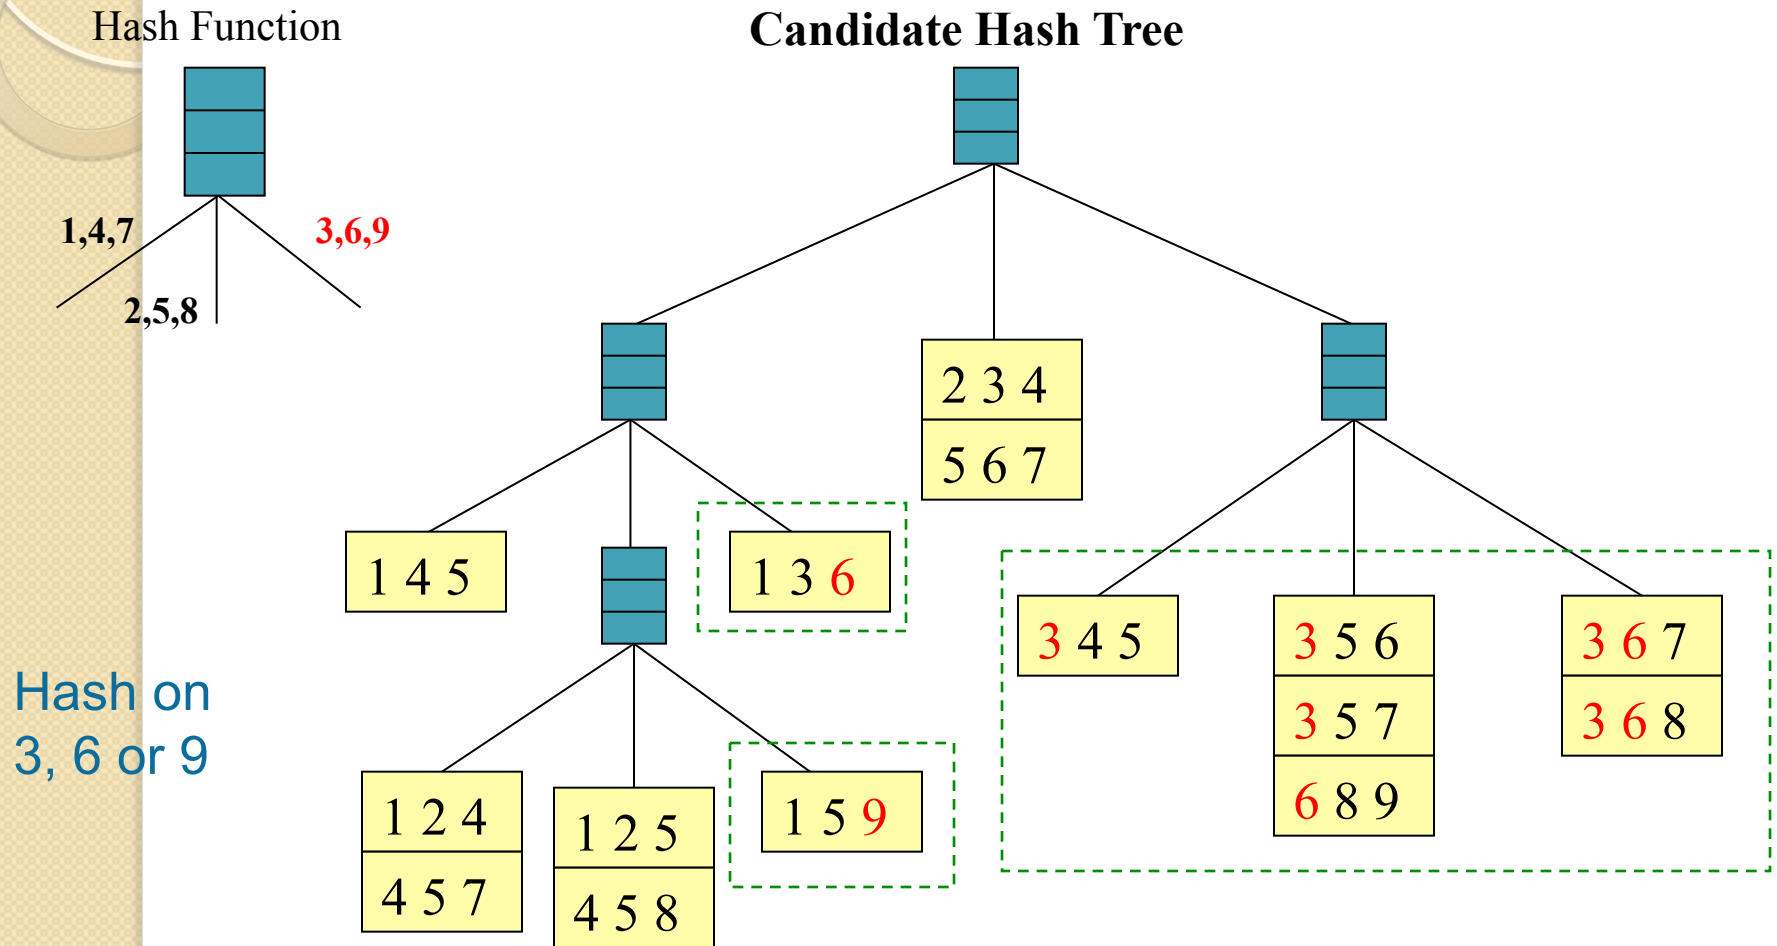 Hash Function
Candidate Hash Tree
1,4,7
3,6,9
2,5,8
2 3 4
5 6 7
1 4 5
1 3 6
3 4 5
3 5 6
3 6 7
3 5 7
3 6 8
6 8 9
Hash on
3, 6 or 9
1 2 4
1 2 5
1 5 9
4 5 7
4 5 8